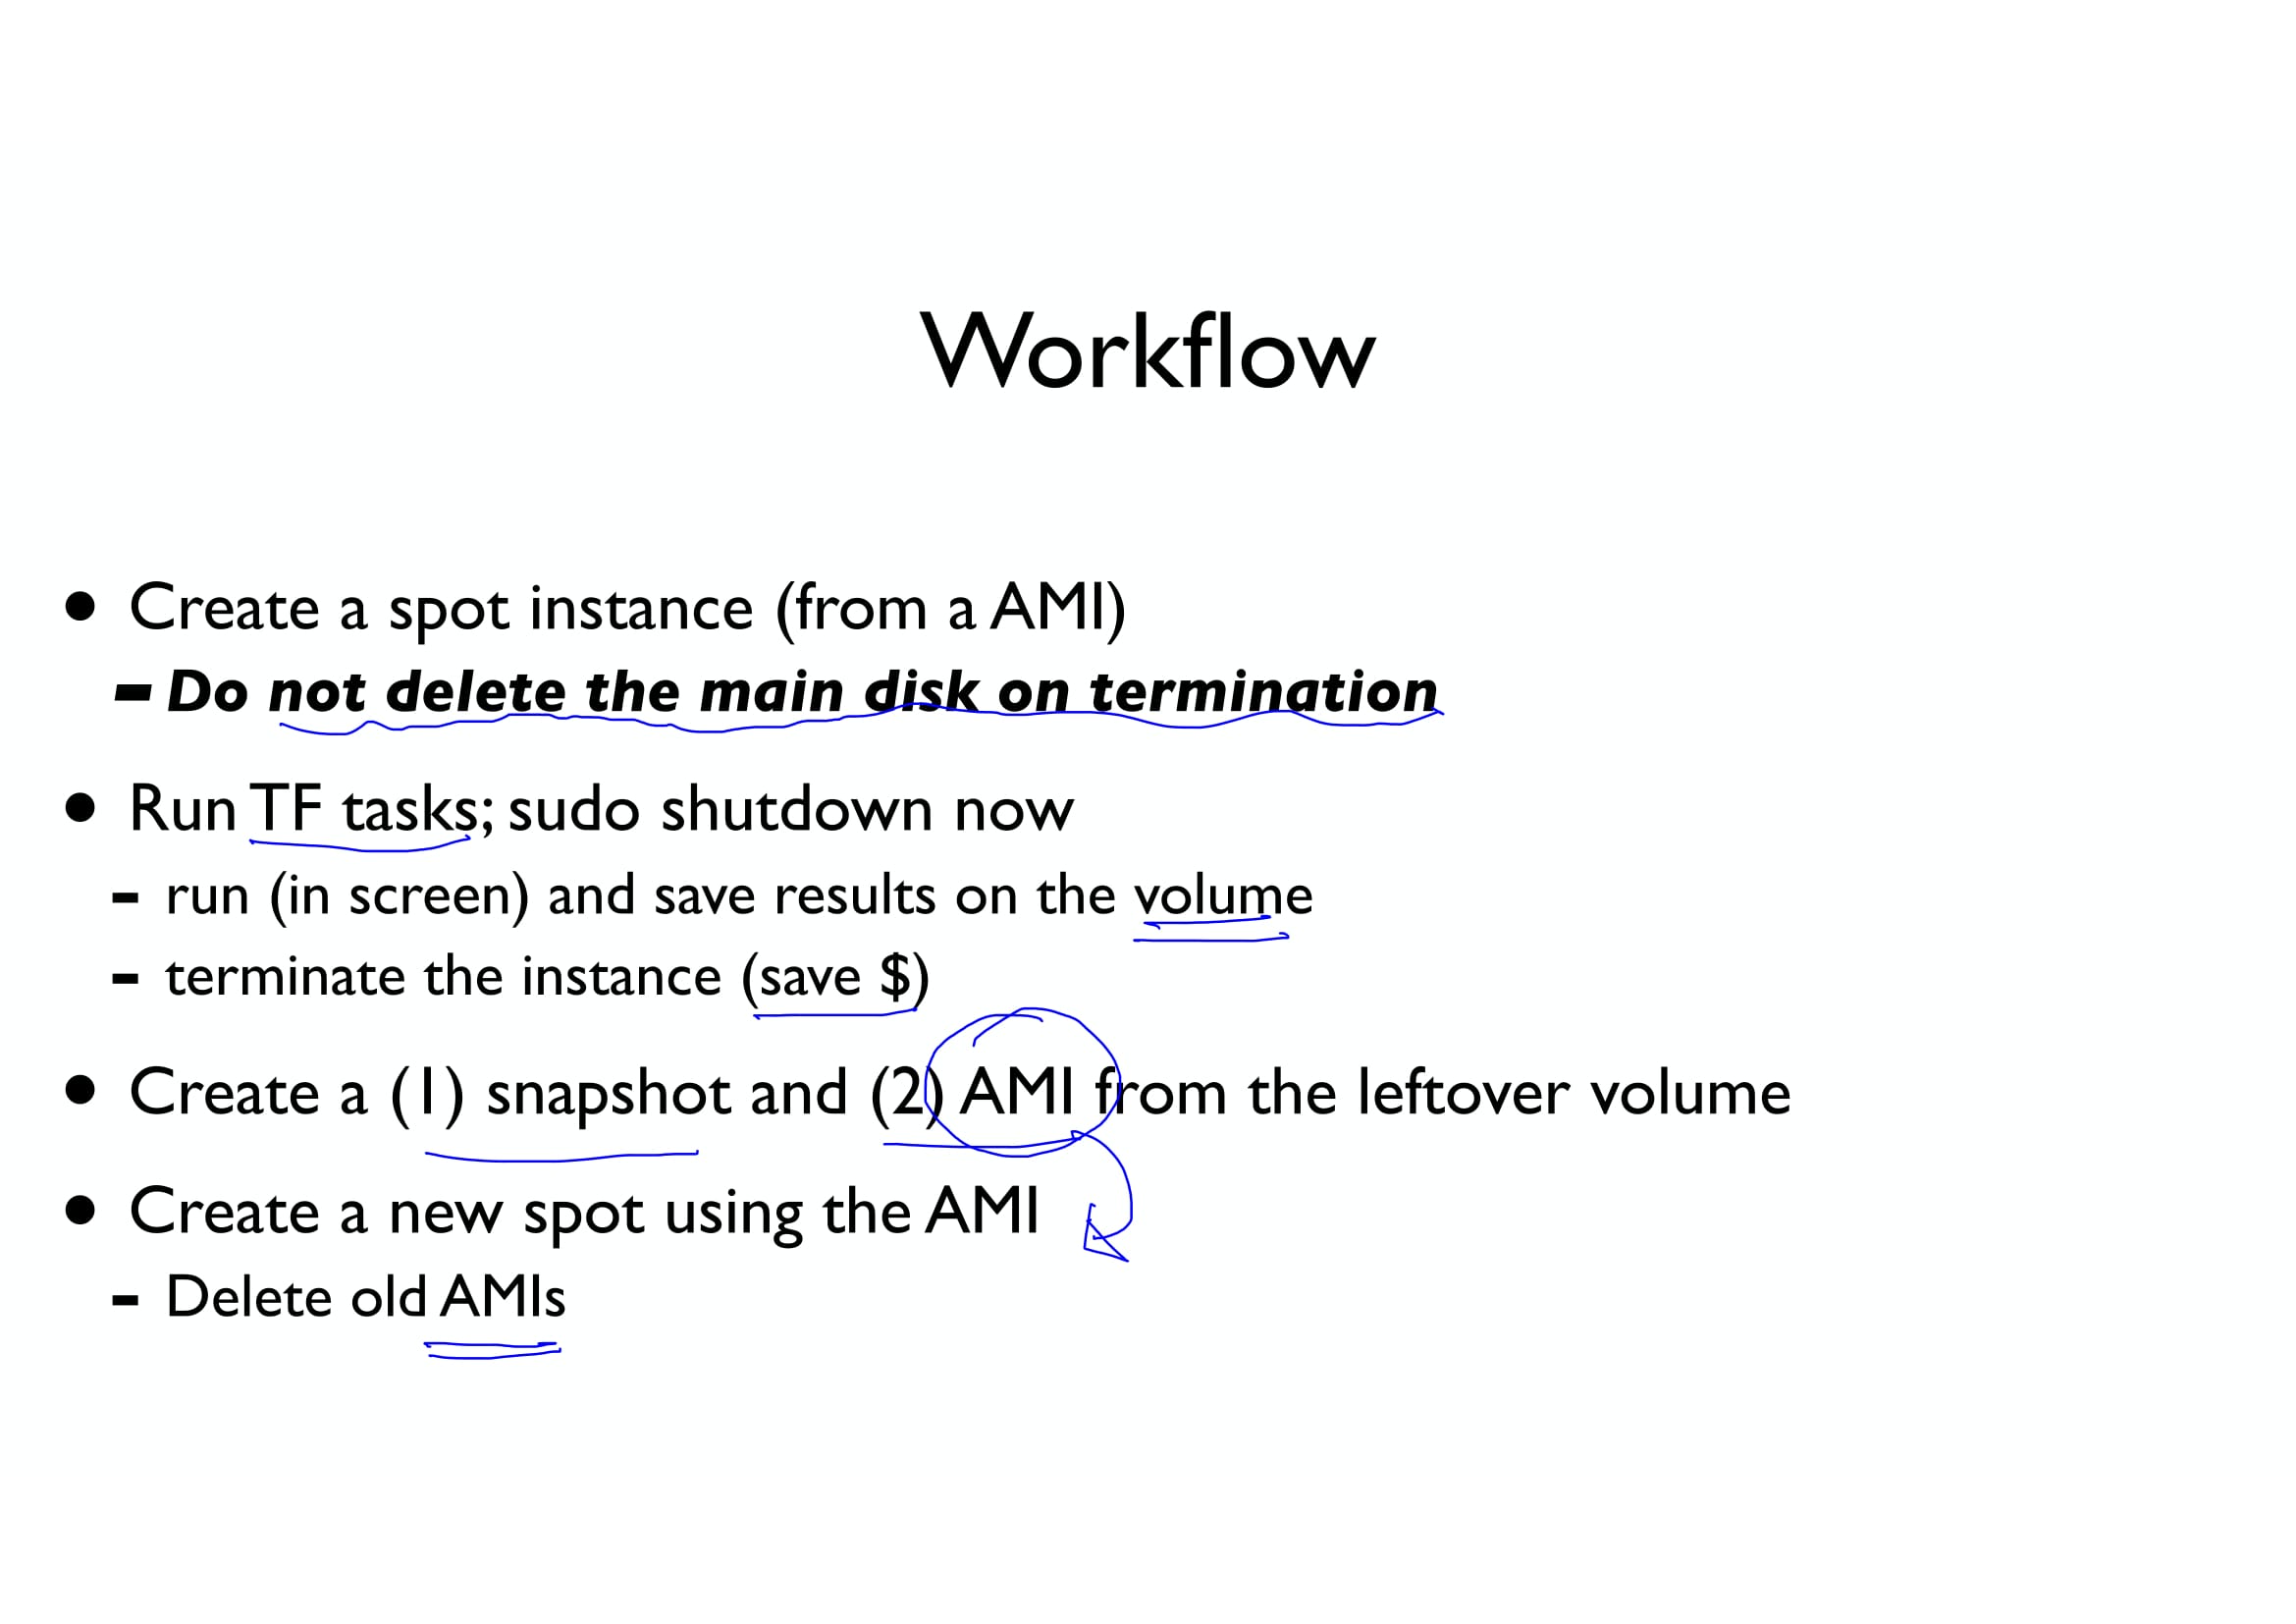 Workflow
• Create a spot instance (from a AMI)
- Do not delete the main disk on termination
• Run TF tasks; sudo shutdown now
- run (in screen) and save results on the volume
- terminate the instance (save $)
• Create a (1) snapshot and (2) AMI from the leftover volume
• Create a new spot using the AMI
- Delete old AMIs